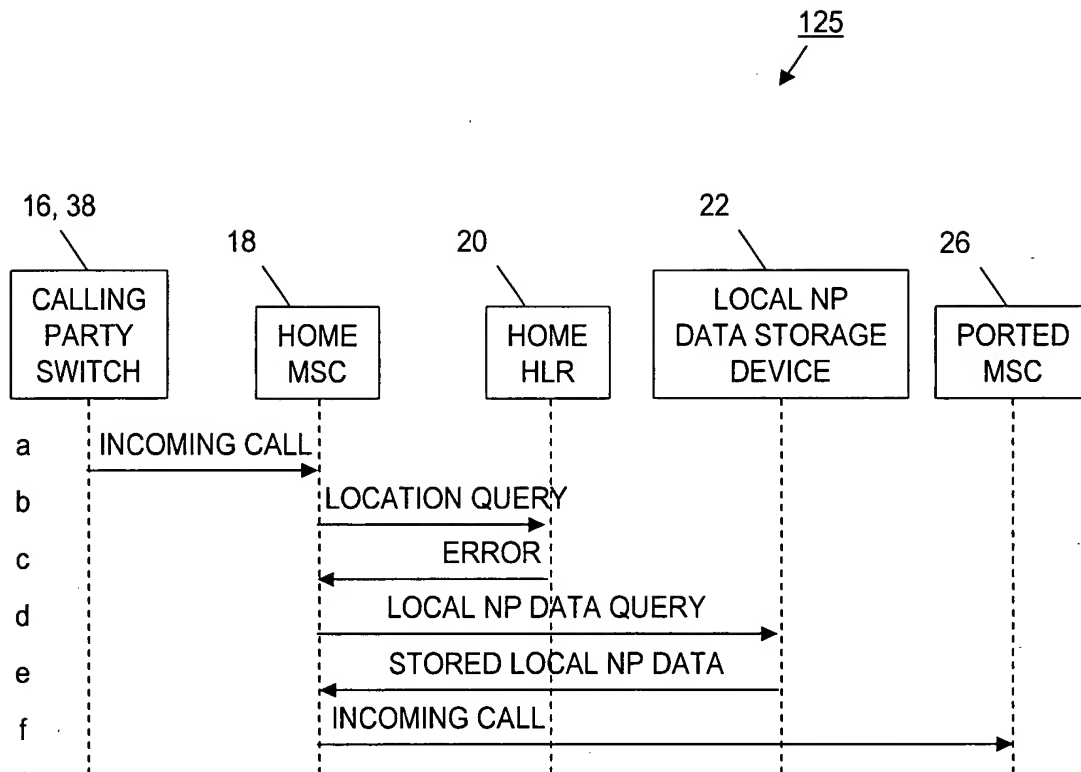 125
16, 38
18
20
22
26
CALLING
PARTY
SWITCH
HOME
MSC
HOME
HLR
LOCAL NP
DATA STORAGE
DEVICE
PORTED
MSC
a
INCOMING CALL
b
LOCATION QUERY
c
ERROR
d
LOCAL NP DATA QUERY
e
STORED LOCAL NP DATA
f
INCOMING CALL